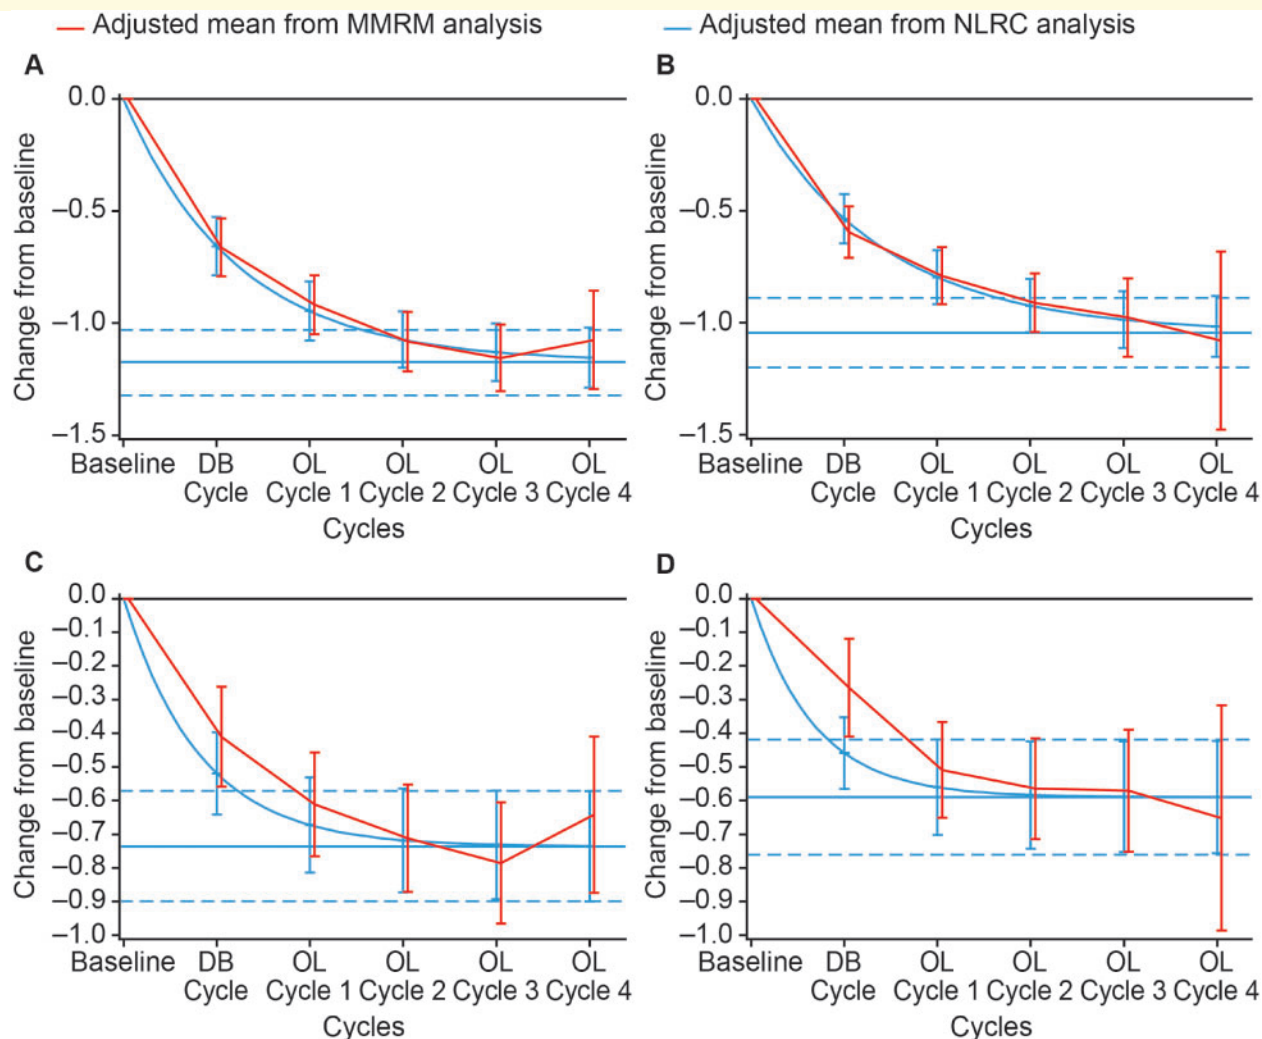 Adjusted mean from MMRM analysis
Adjusted mean from NLRC analysis
A
0.0
–0.5
–1.0
–1.5
Change from baseline
Baseline DB OL OL OL OL
Cycle Cycle 1 Cycle 2 Cycle 3 Cycle 4
Cycles
B
0.0
–0.5
–1.0
–1.5
Change from baseline
Baseline DB OL OL OL OL
Cycle Cycle 1 Cycle 2 Cycle 3 Cycle 4
Cycles
C
0.0
–0.1
–0.2
–0.3
–0.4
–0.5
–0.6
–0.7
–0.8
–0.9
–1.0
Change from baseline
Baseline DB OL OL OL OL
Cycle Cycle 1 Cycle 2 Cycle 3 Cycle 4
Cycles
D
0.0
–0.1
–0.2
–0.3
–0.4
–0.5
–0.6
–0.7
–0.8
–0.9
–1.0
Change from baseline
Baseline DB OL OL OL OL
Cycle Cycle 1 Cycle 2 Cycle 3 Cycle 4
Cycles